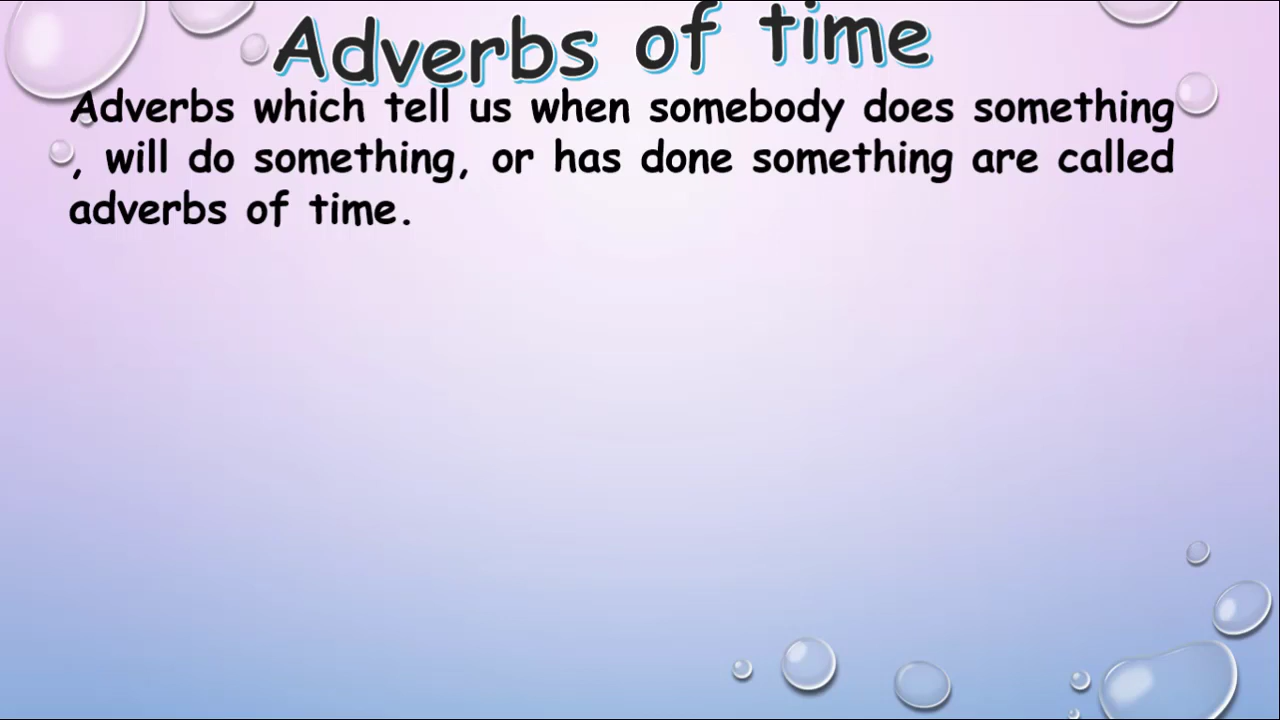 Adverbs of time
Adverbs which tell us when somebody does something
, will do something, or has done something are called
adverbs of time.